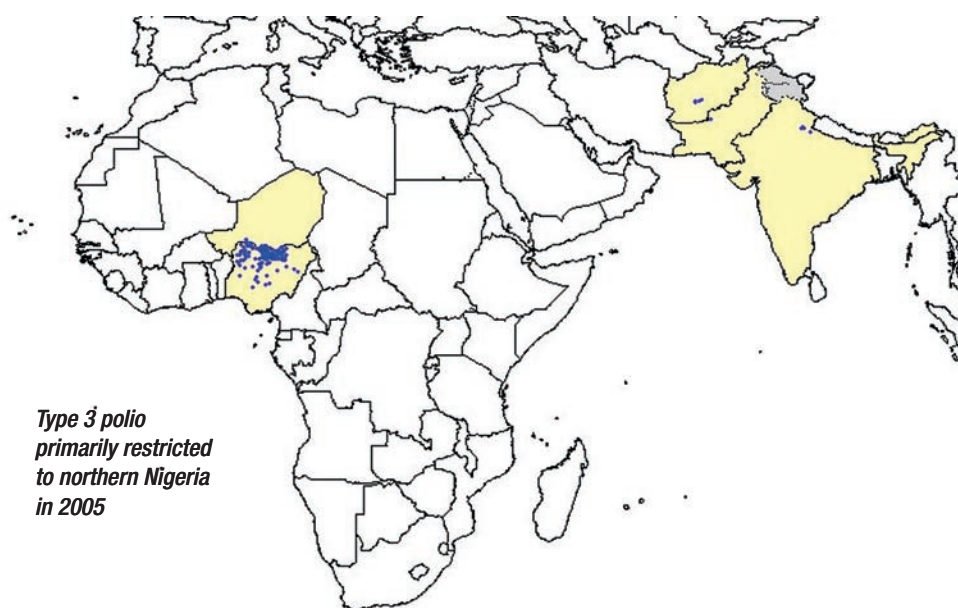 Type 3 polio
primarily restricted
to northern Nigeria
in 2005